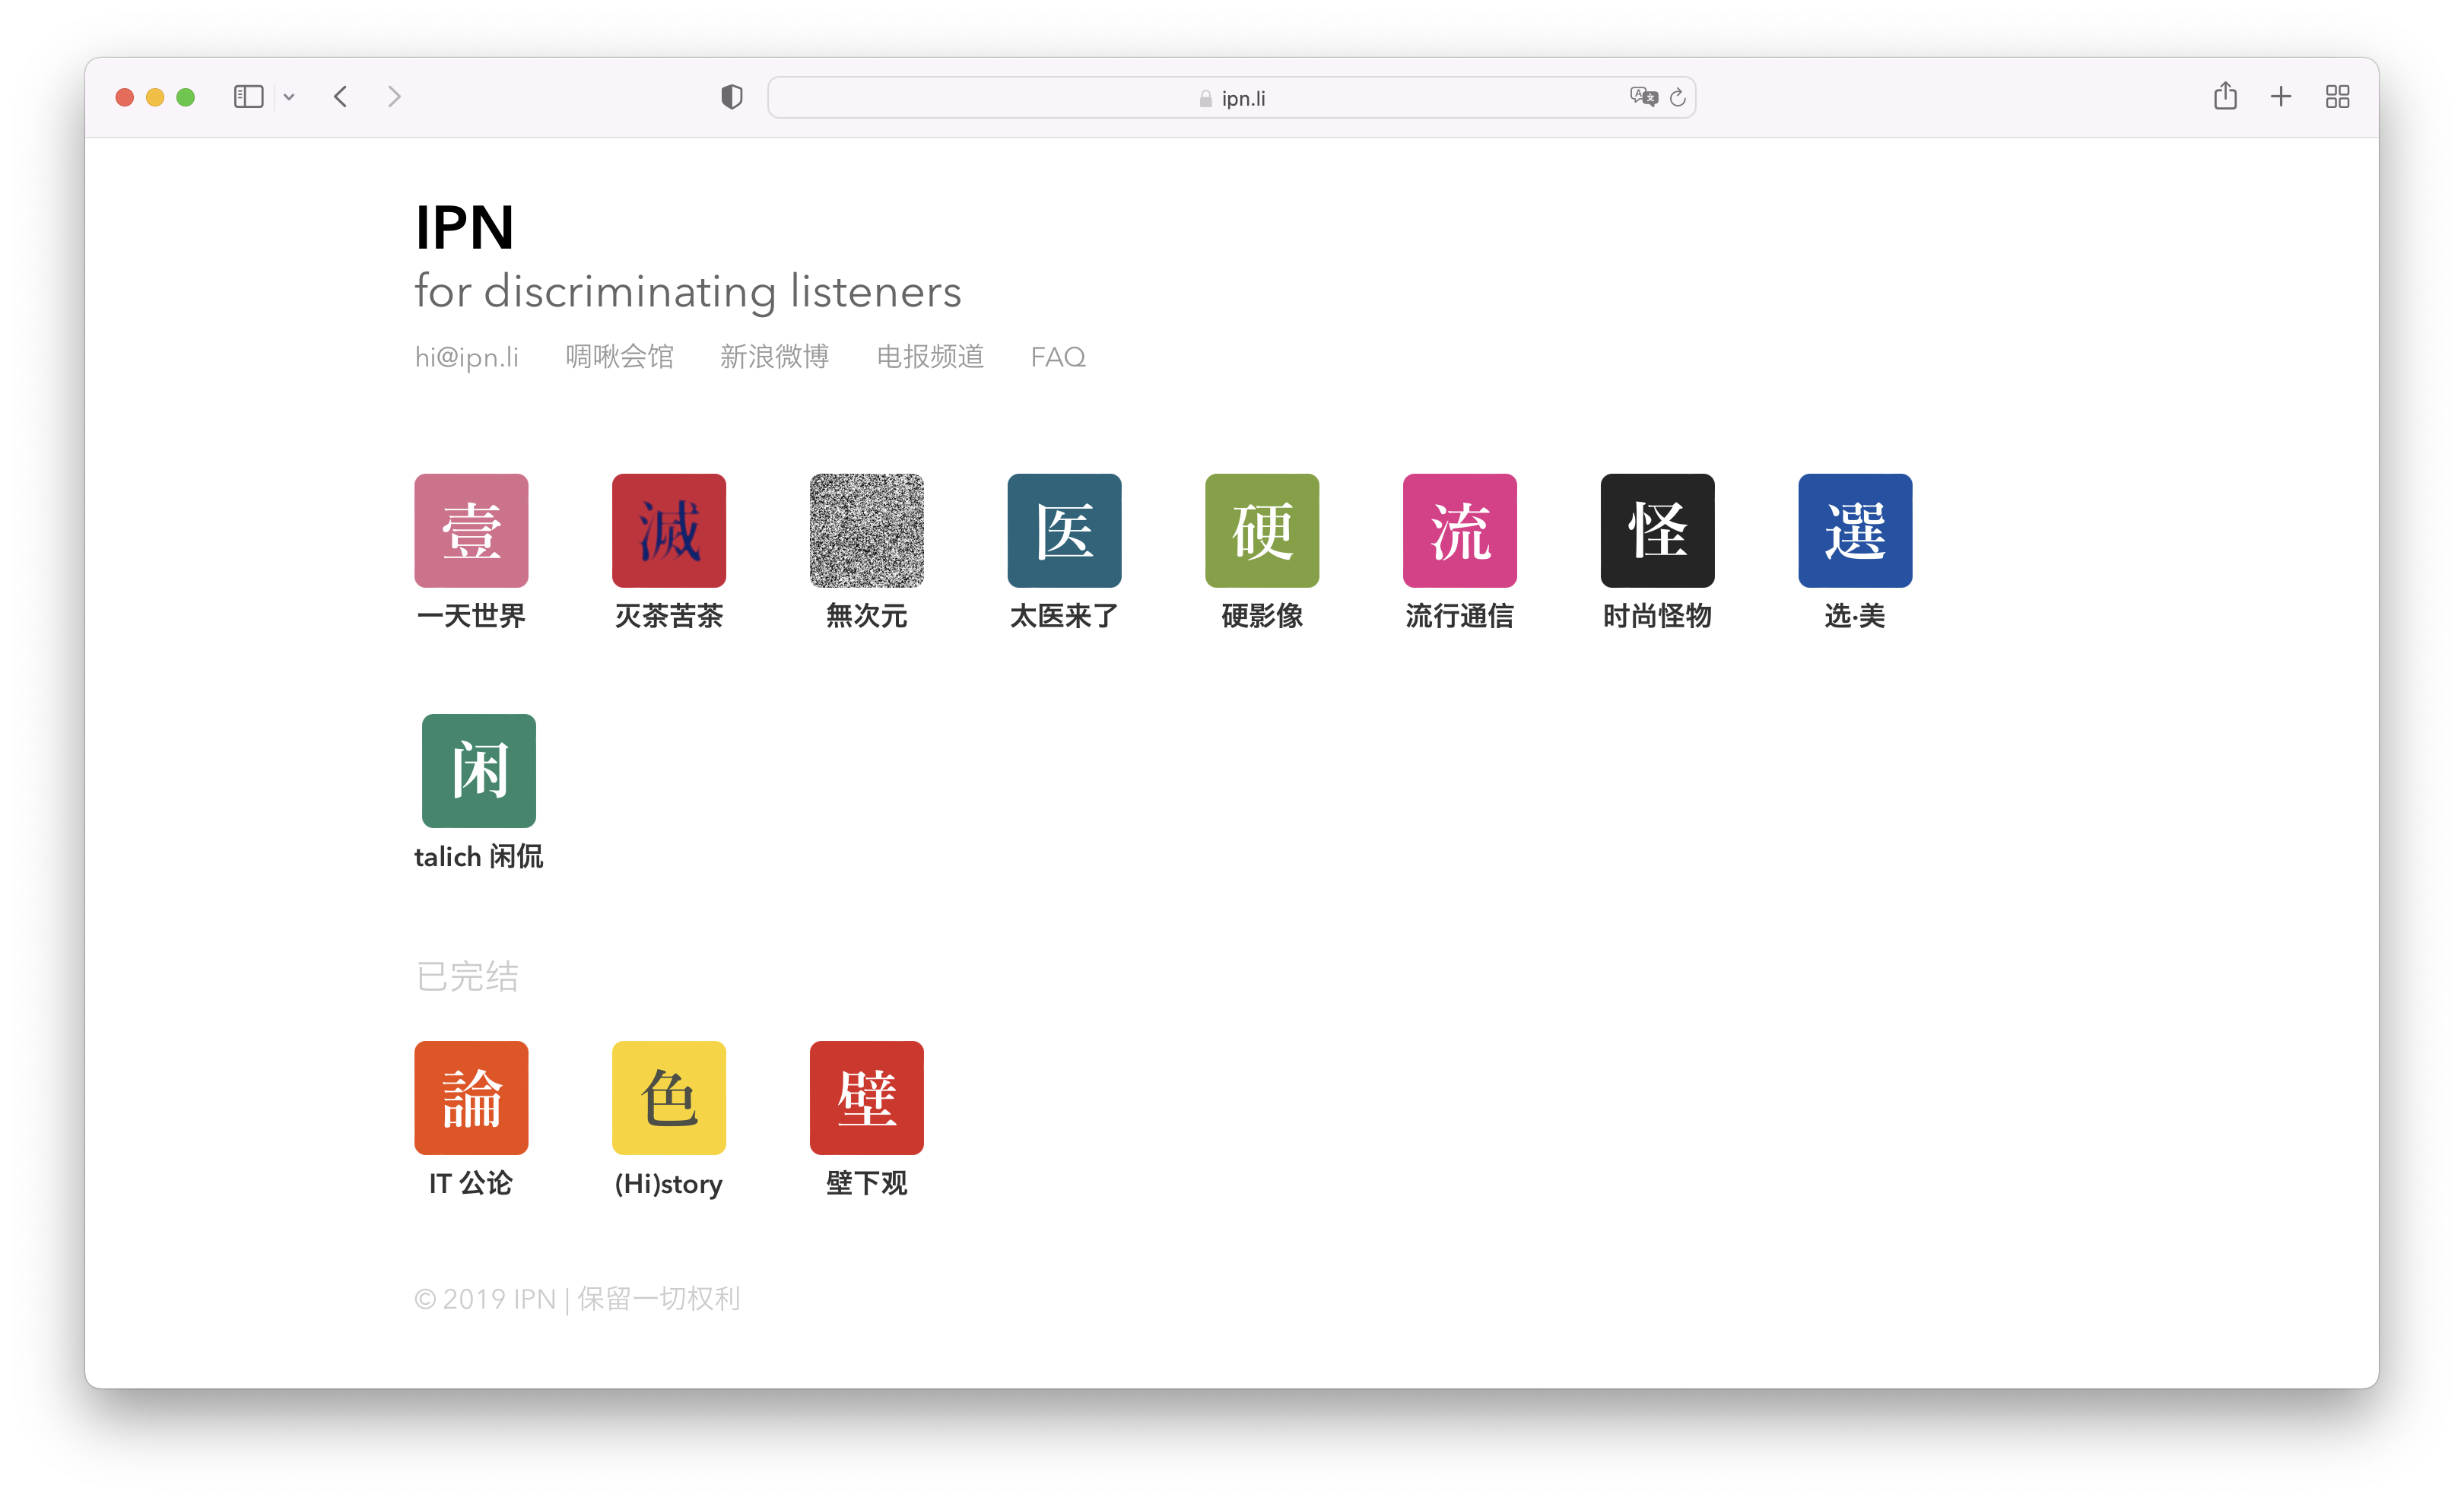 ipn.li
IPN
for discriminating listeners
hi@ipn.li 啁啾会馆 新浪微博 电报频道 FAQ
壹 滅 医 硬 流 怪 選
一天世界 灭茶苦茶 無次元 太医来了 硬影像 流行通信 时尚怪物 选·美
闲
talich 闲侃
已完结
論 色 壁
IT 公论 (Hi)story 壁下观
© 2019 IPN | 保留一切权利